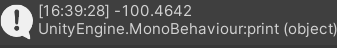 [16:39:28] -100.4642
UnityEngine.MonoBehaviour:print (object)